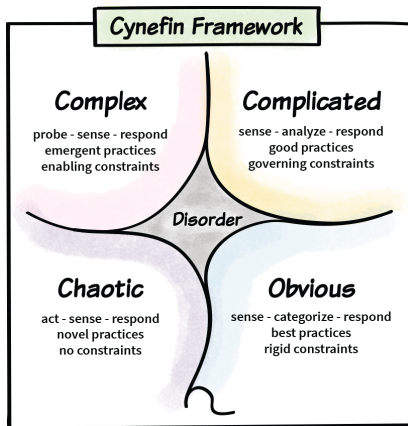 Cynefin Framework
Complex
probe - sense - respond
emergent practices
enabling constraints
Complicated
sense - analyze - respond
good practices
governing constraints
Disorder
Chaotic
act - sense - respond
novel practices
no constraints
Obvious
sense - categorize - respond
best practices
rigid constraints